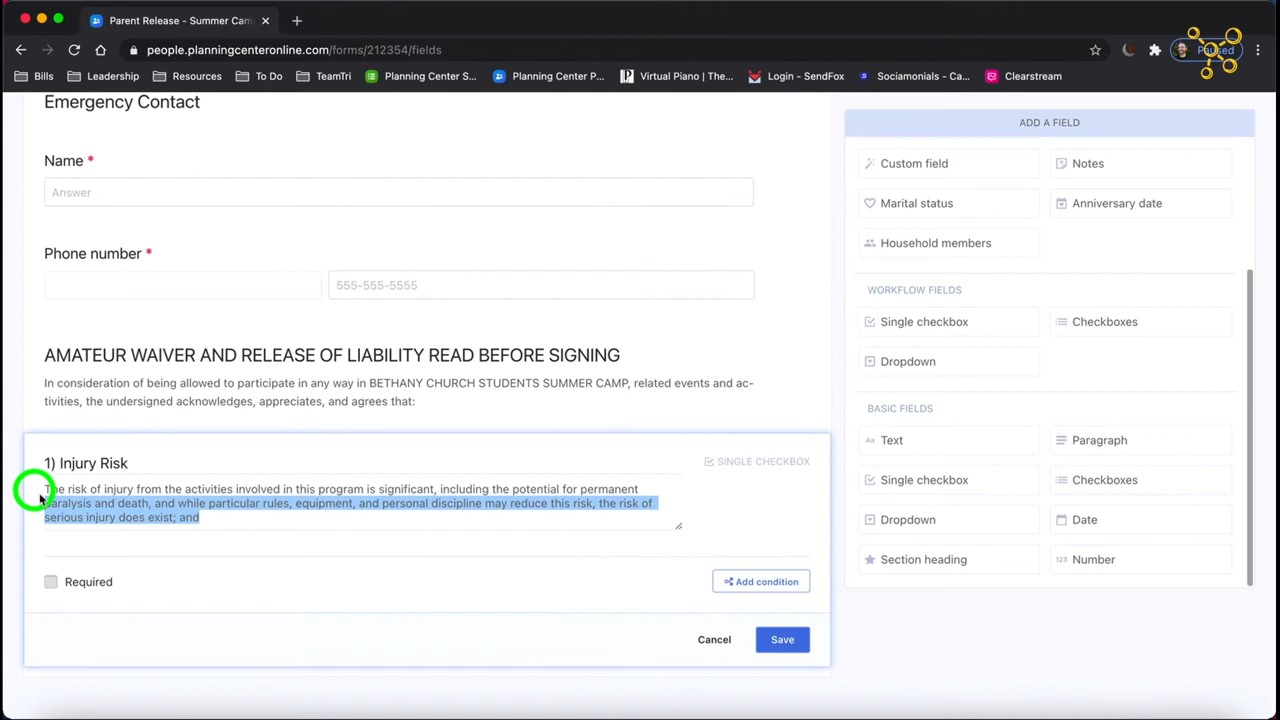 Parent Release - Summer Cam
people.planningcenteronline.com/forms/212354/fields
Paused
Bills
Leadership
Resources
To Do
TeamTri
Planning Center S...
Planning Center P...
Virtual Piano | The...
Login - SendFox
Sociamonials - Ca...
Clearstream
Emergency Contact
Name *
Answer
Phone number *
555-555-5555
AMATEUR WAIVER AND RELEASE OF LIABILITY READ BEFORE SIGNING
In consideration of being allowed to participate in any way in BETHANY CHURCH STUDENTS SUMMER CAMP, related events and ac-
tivities, the undersigned acknowledges, appreciates, and agrees that:
1) Injury Risk
SINGLE CHECKBOX
The risk of injury from the activities involved in this program is significant, including the potential for permanent
paralysis and death, and while particular rules, equipment, and personal discipline may reduce this risk, the risk of
serious injury does exist; and
Required
Add condition
Cancel
Save
ADD A FIELD
Custom field
Notes
Marital status
Anniversary date
Household members
WORKFLOW FIELDS
Single checkbox
Checkboxes
Dropdown
BASIC FIELDS
Aa Text
Paragraph
Single checkbox
Checkboxes
Dropdown
Date
Section heading
123 Number